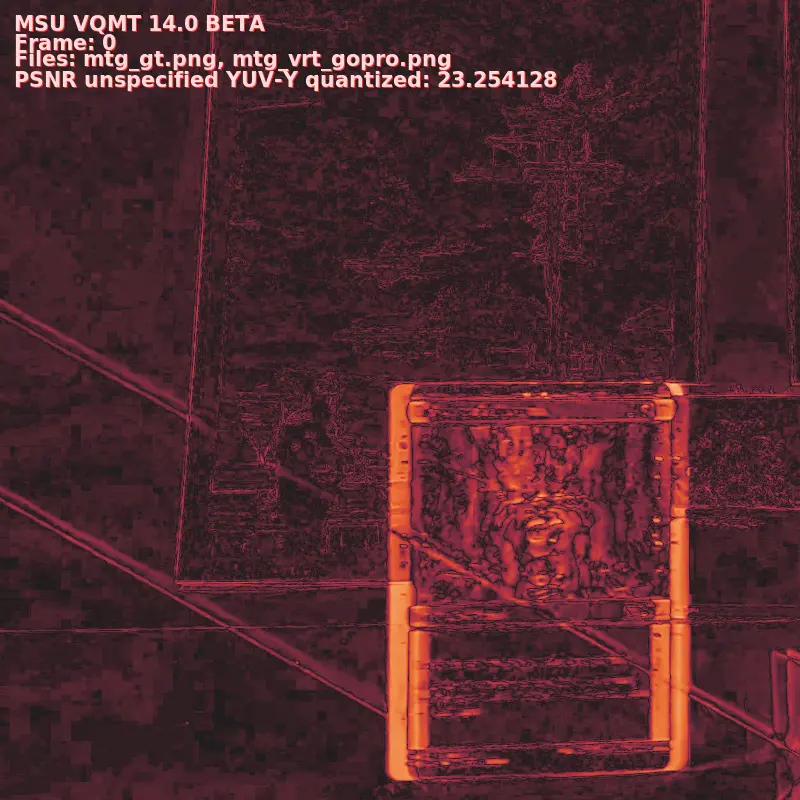 MSU VQMT 14.0 BETA
Frame: 0
Files: mtg_gt.png, mtg_vrt_gopro.png
PSNR unspecified YUV-Y quantized: 23.254128